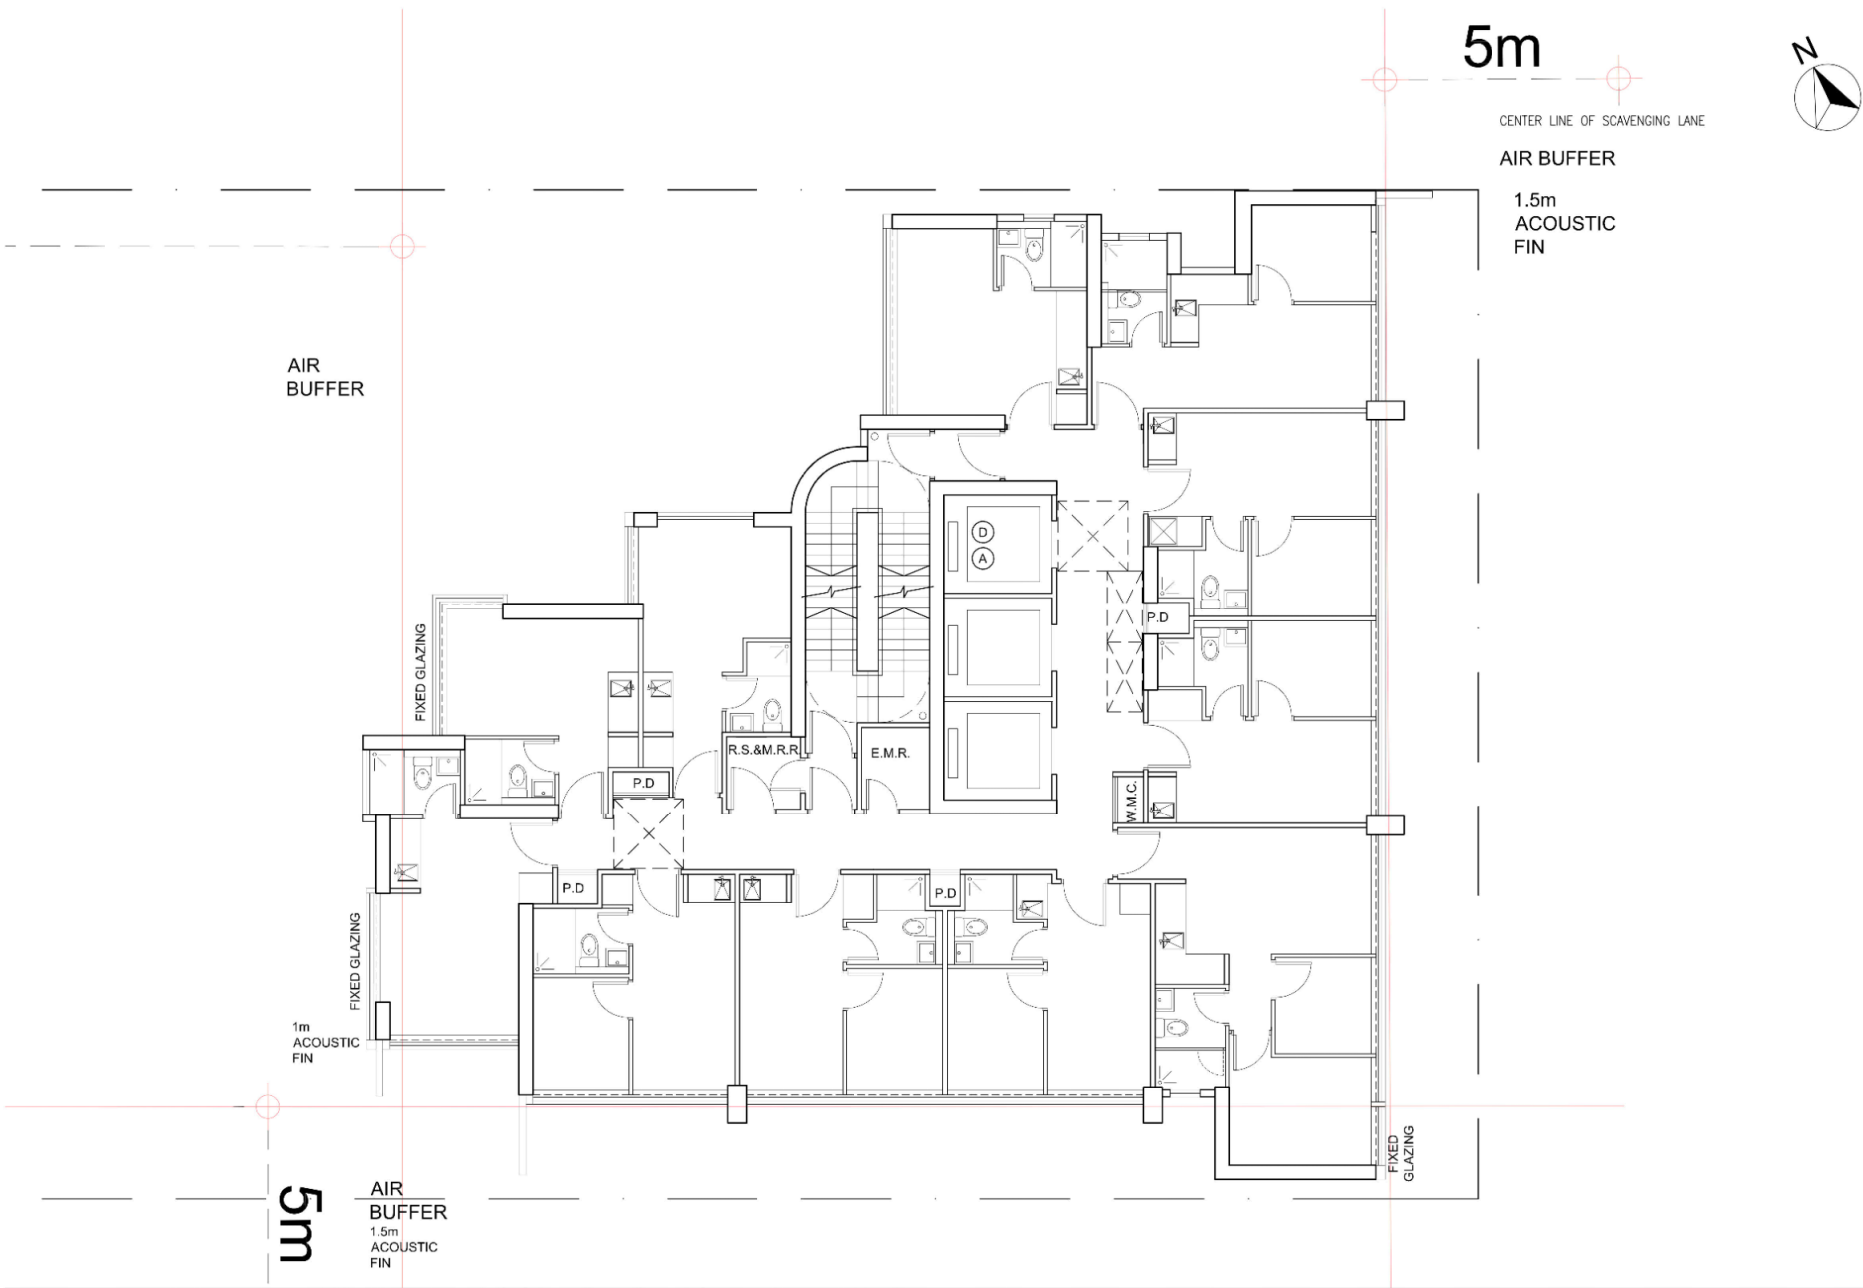 5m
N
CENTER LINE OF SCAVENGING LANE
AIR BUFFER
1.5m
ACOUSTIC
FIN
AIR
BUFFER
D
A
P.D
FIXED GLAZING
R.S.&M.R.R.
E.M.R.
P.D
W.M.C.
P.D
P.D
FIXED GLAZING
1m
ACOUSTIC
FIN
FIXED
GLAZING
5m
AIR
BUFFER
1.5m
ACOUSTIC
FIN